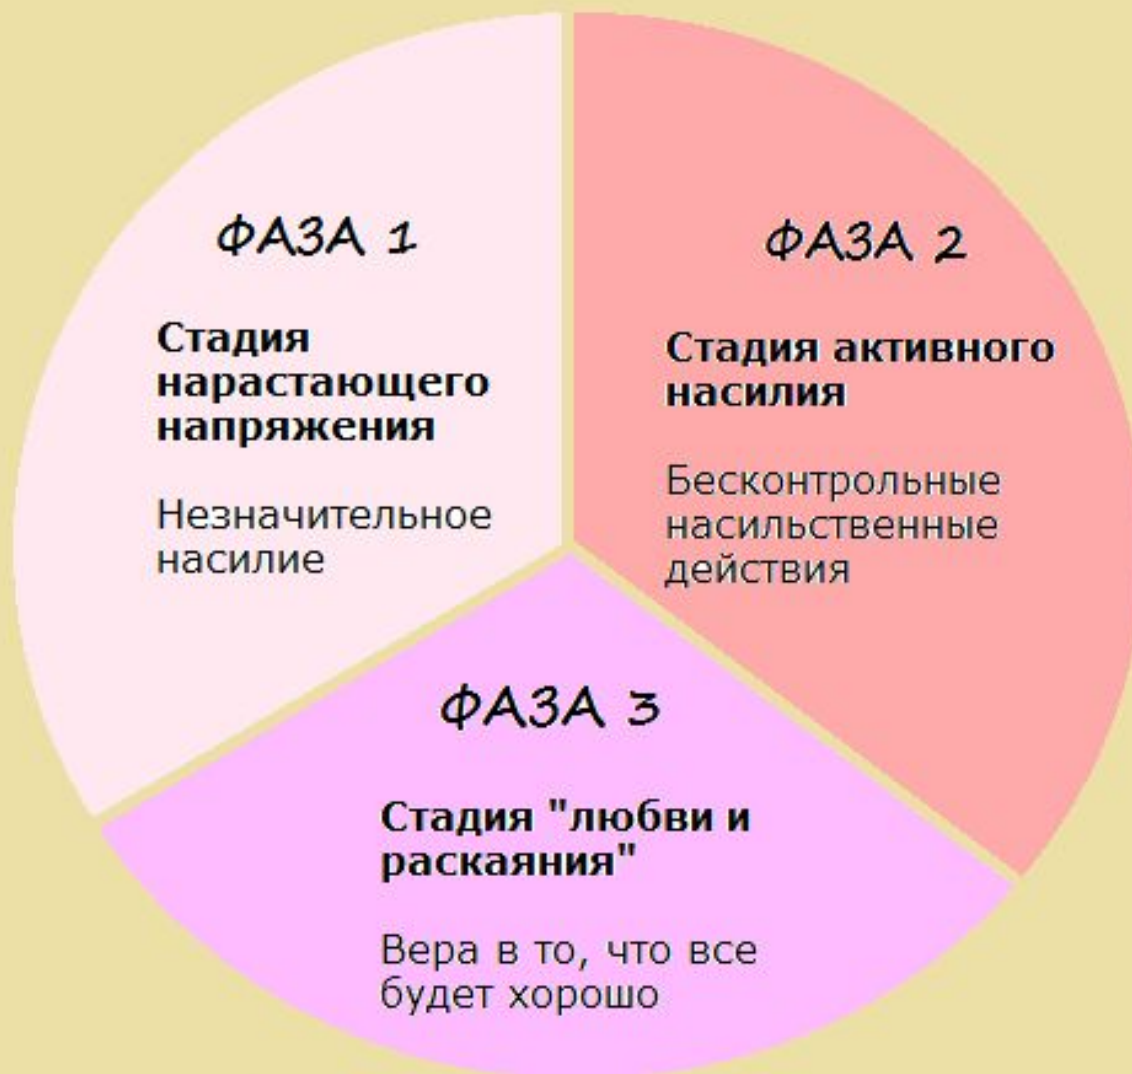 ФАЗА 1
Стадия
нарастающего
напряжения
Незначительное
насилие
ФАЗА 2
Стадия активного
насилия
Бесконтрольные
насильственные
действия
ФАЗА 3
Стадия "любви и
раскаяния"
Вера в то, что все
будет хорошо